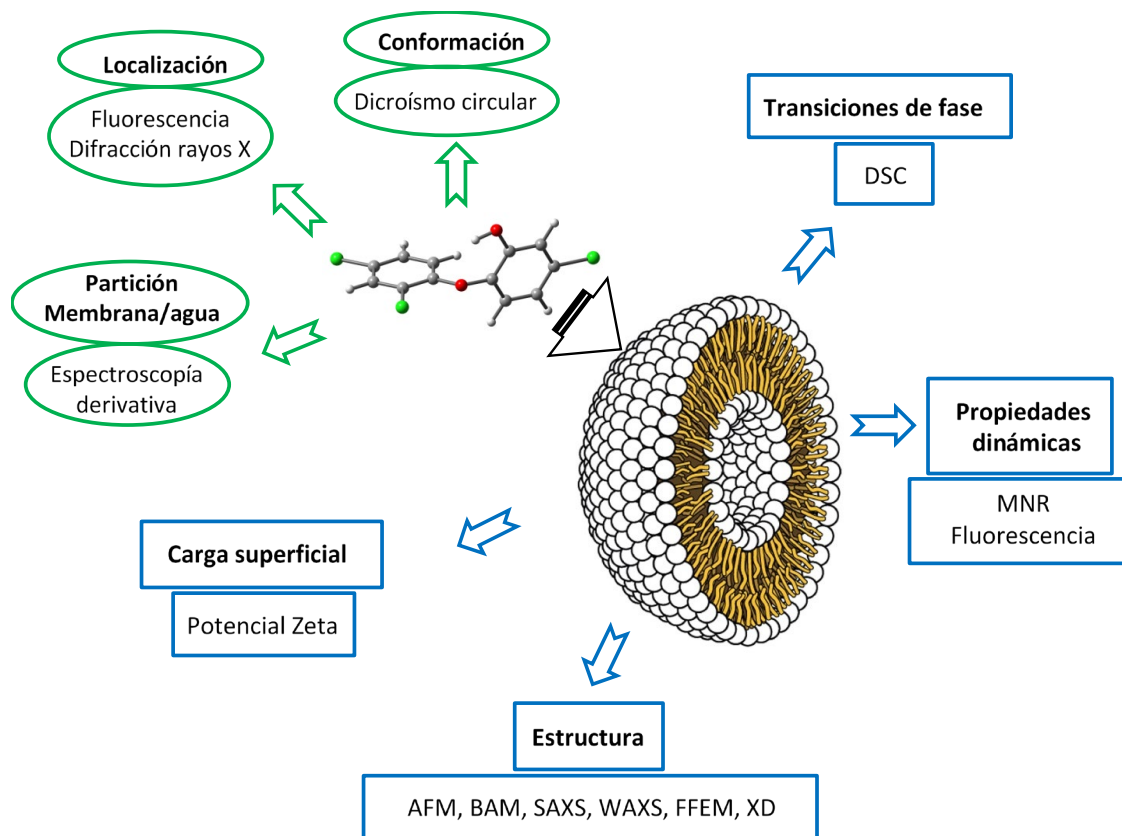 Localización
Fluorescencia
Difracción rayos X
Conformación
Dicroísmo circular
Transiciones de fase
DSC
Partición
Membrana/agua
Espectroscopía
derivativa
Propiedades
dinámicas
MNR
Fluorescencia
Carga superficial
Potencial Zeta
Estructura
AFM, BAM, SAXS, WAXS, FFEM, XD